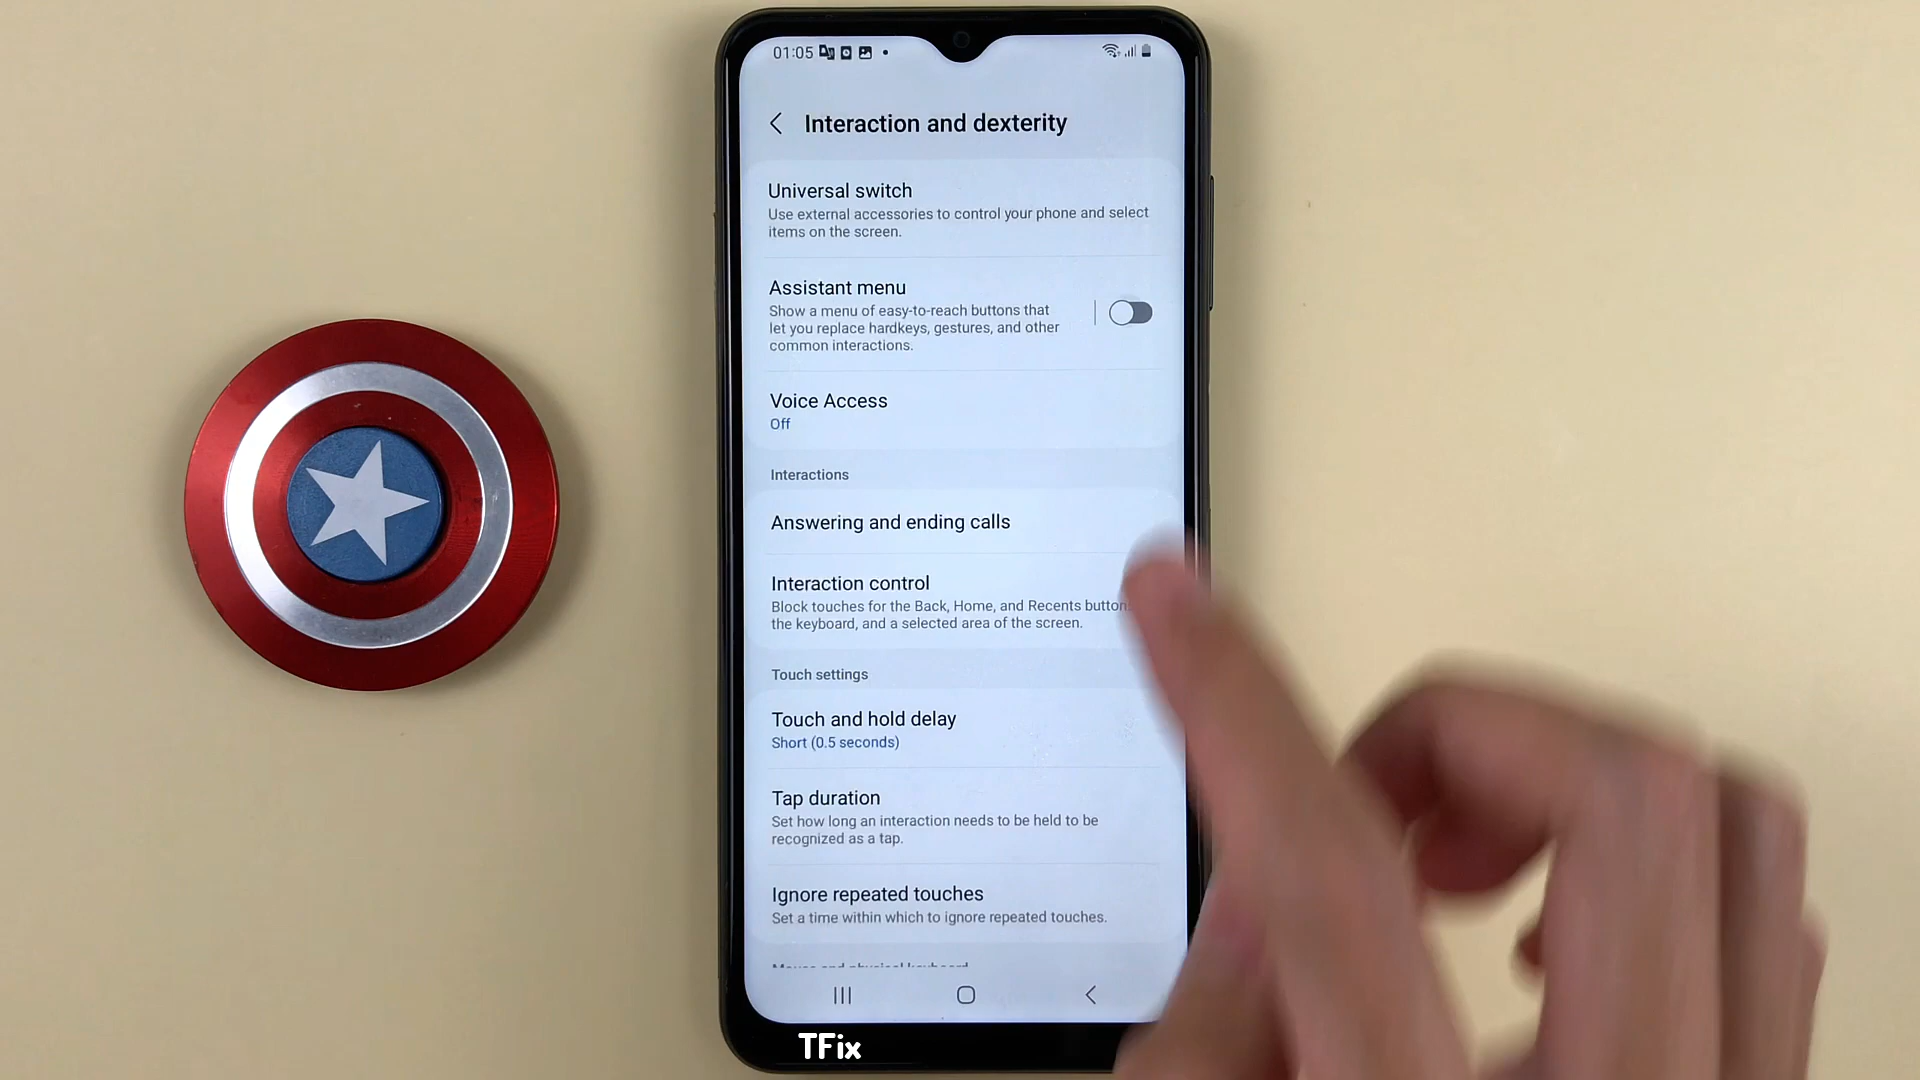 01:05
Interaction and dexterity
Universal switch
Use external accessories to control your phone and select
items on the screen.
Assistant menu
Show a menu of easy-to-reach buttons that
let you replace hardkeys, gestures, and other
common interactions.
Voice Access
Off
Interactions
Answering and ending calls
Interaction control
Block touches for the Back, Home, and Recents button
the keyboard, and a selected area of the screen.
Touch settings
Touch and hold delay
Short (0.5 seconds)
Tap duration
Set how long an interaction needs to be held to be
recognized as a tap.
Ignore repeated touches
Set a time within which to ignore repeated touches.
TFix